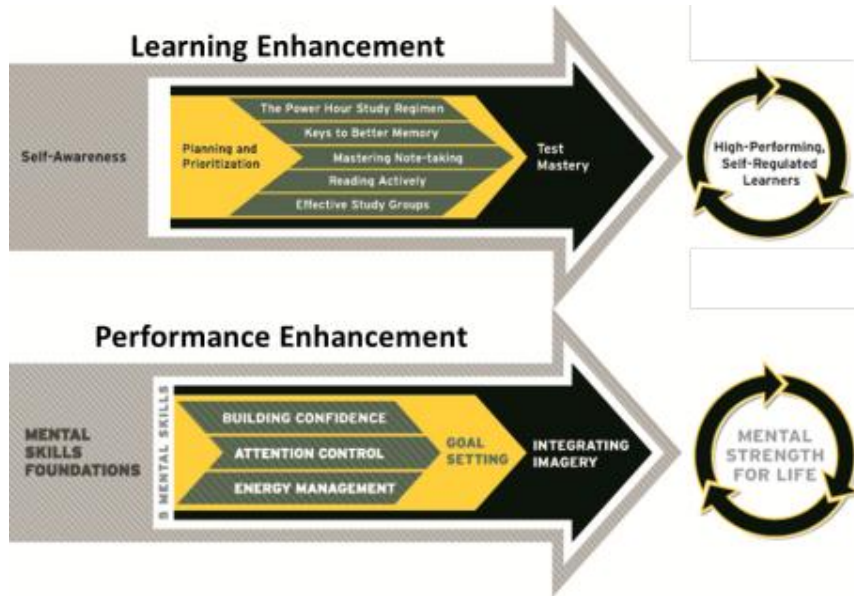 Learning Enhancement
Self-Awareness
Planning and
Prioritization
The Power Hour Study Regimen
Keys to Better Memory
Mastering Note-taking
Reading Actively
Effective Study Groups
Test
Mastery
High-Performing,
Self-Regulated
Learners
Performance Enhancement
MENTAL
SKILLS
FOUNDATIONS
5 MENTAL SKILLS
BUILDING CONFIDENCE
ATTENTION CONTROL
ENERGY MANAGEMENT
GOAL
SETTING
INTEGRATING
IMAGERY
MENTAL
STRENGTH
FOR LIFE